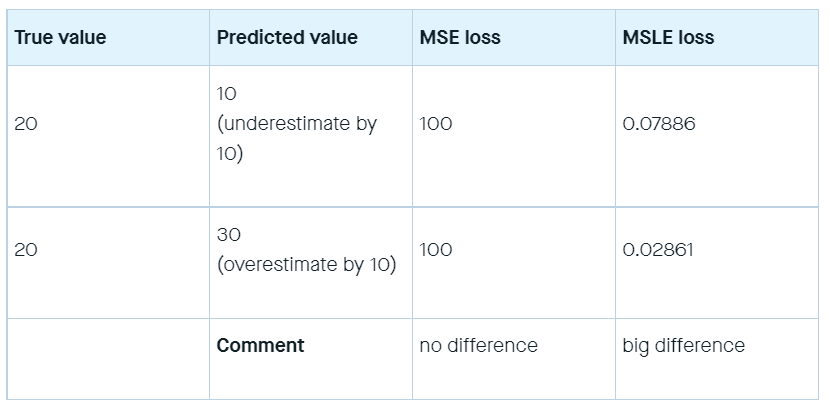 True value Predicted value MSE loss MSLE loss
10
20 (underestimate by 100 0.07886
10)
30
20 100 0.02861
(overestimate by 10)
Comment no difference big difference